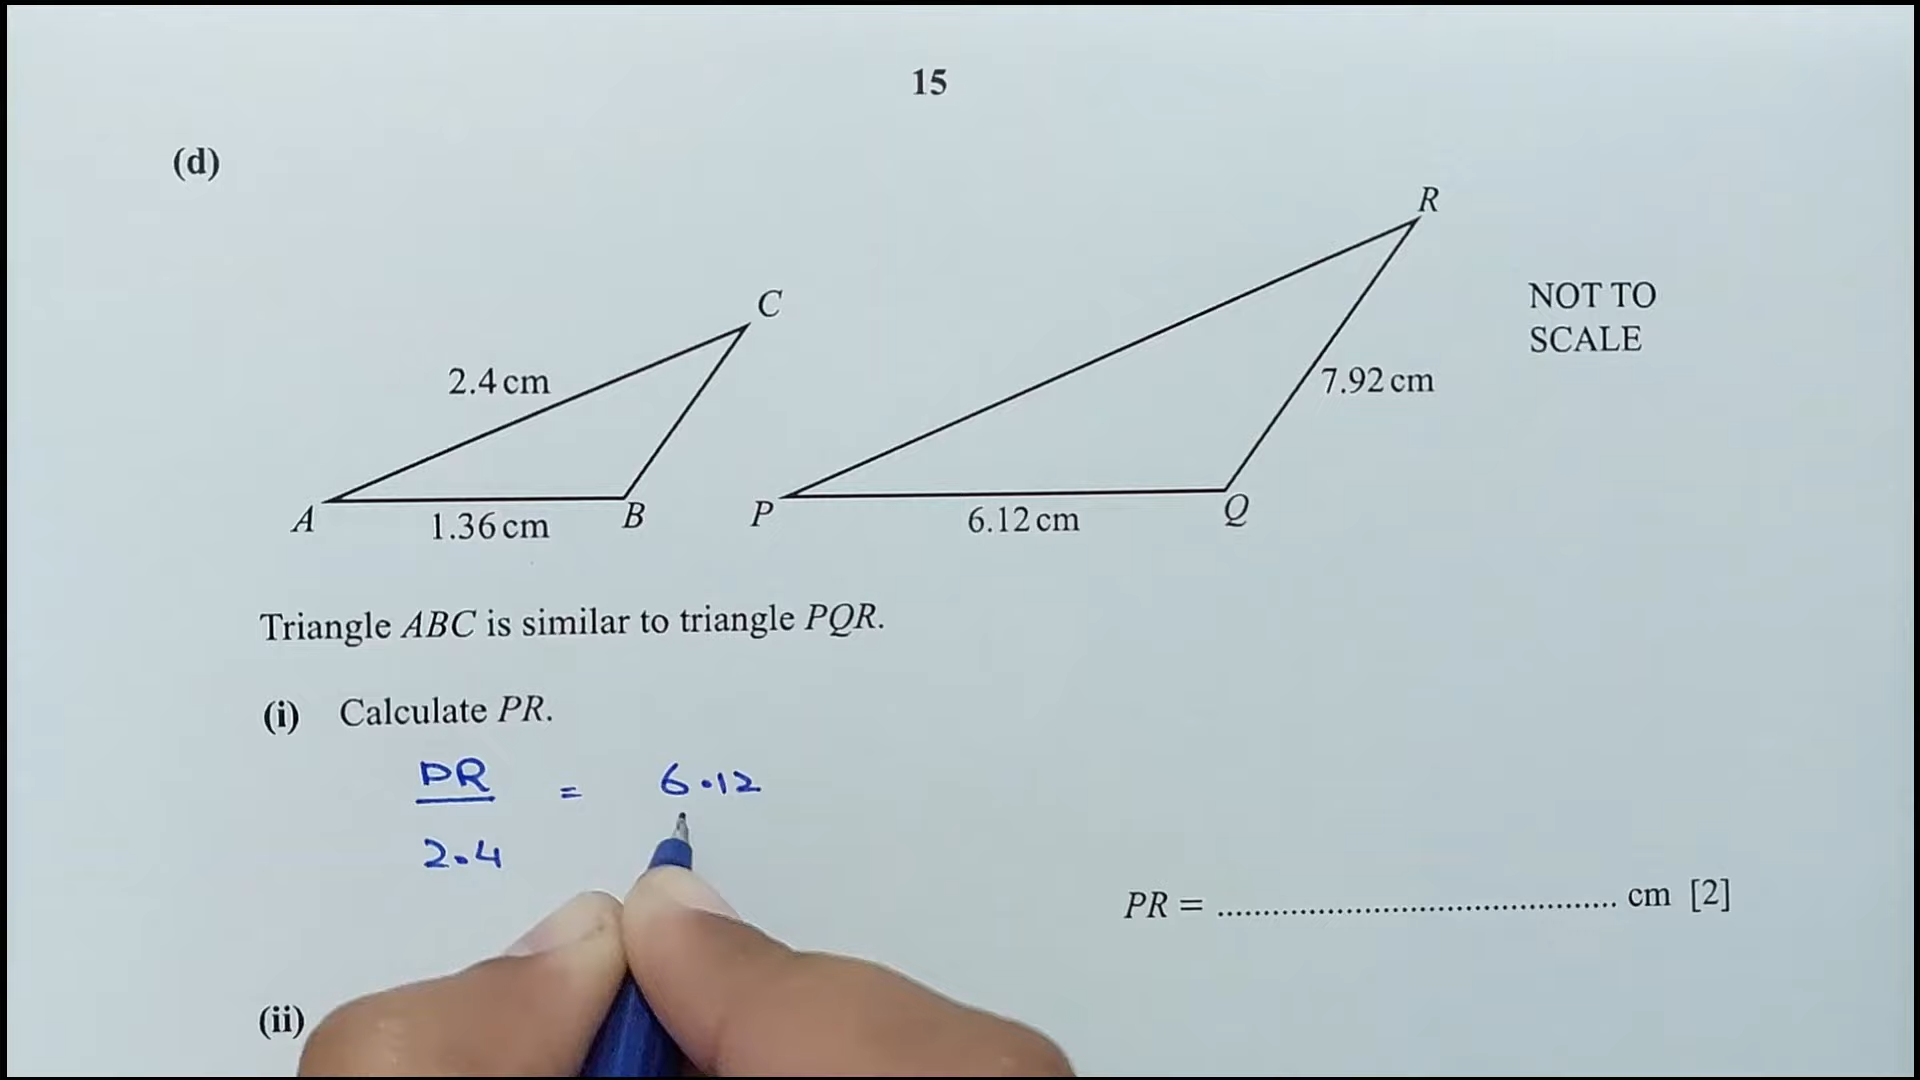 15
(d)
R
C
NOT TO
SCALE
2.4 cm
7.92 cm
A
1.36 cm
B
P
6.12 cm
Q
Triangle ABC is similar to triangle PQR.
(i) Calculate PR.
PR = 6.12
2.4
PR = ........................................... cm [2]
(ii)